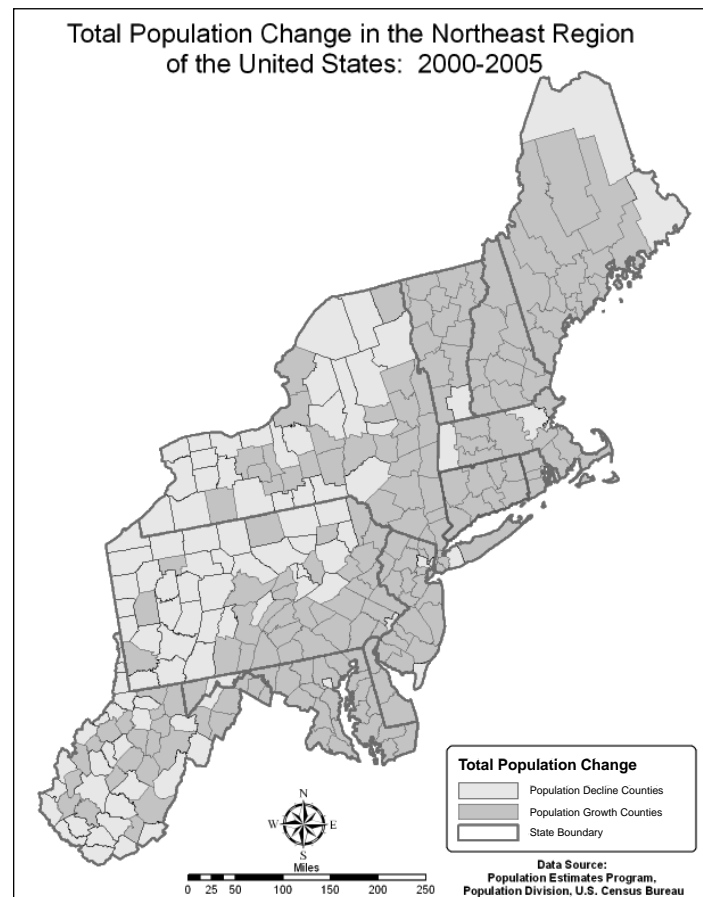 Total Population Change in the Northeast Region
of the United States: 2000-2005
Total Population Change
Population Decline Counties
Population Growth Counties
State Boundary
N
W E
S
Miles
0 25 50 100 150 200 250
Data Source:
Population Estimates Program,
Population Division, U.S. Census Bureau